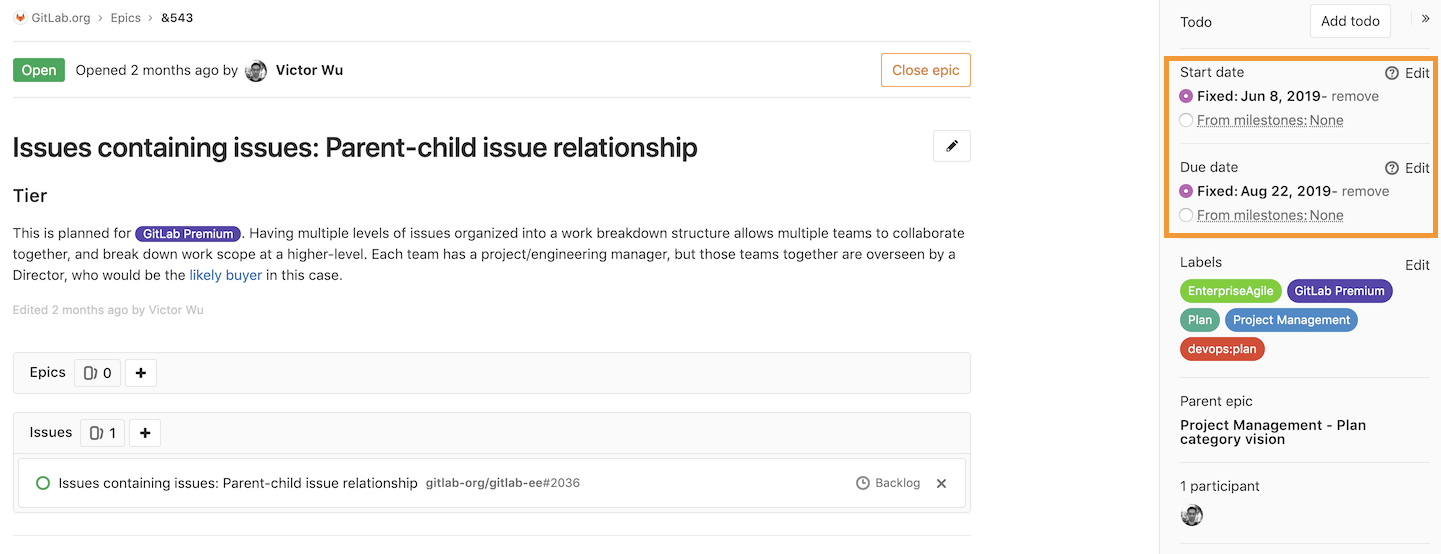 GitLab.org › Epics › &543
Open Opened 2 months ago by Victor Wu
Close epic
Issues containing issues: Parent-child issue relationship
Tier
This is planned for GitLab Premium . Having multiple levels of issues organized into a work breakdown structure allows multiple teams to collaborate
together, and break down work scope at a higher-level. Each team has a project/engineering manager, but those teams together are overseen by a
Director, who would be the likely buyer in this case.
Edited 2 months ago by Victor Wu
Epics 0 +
Issues 1 +
Issues containing issues: Parent-child issue relationship gitlab-org/gitlab-ee#2036 Backlog ×
Todo Add todo »
Start date ? Edit
Fixed: Jun 8, 2019- remove
From milestones: None
Due date ? Edit
Fixed: Aug 22, 2019- remove
From milestones: None
Labels Edit
EnterpriseAgile GitLab Premium
Plan Project Management
devops:plan
Parent epic
Project Management - Plan
category vision
1 participant